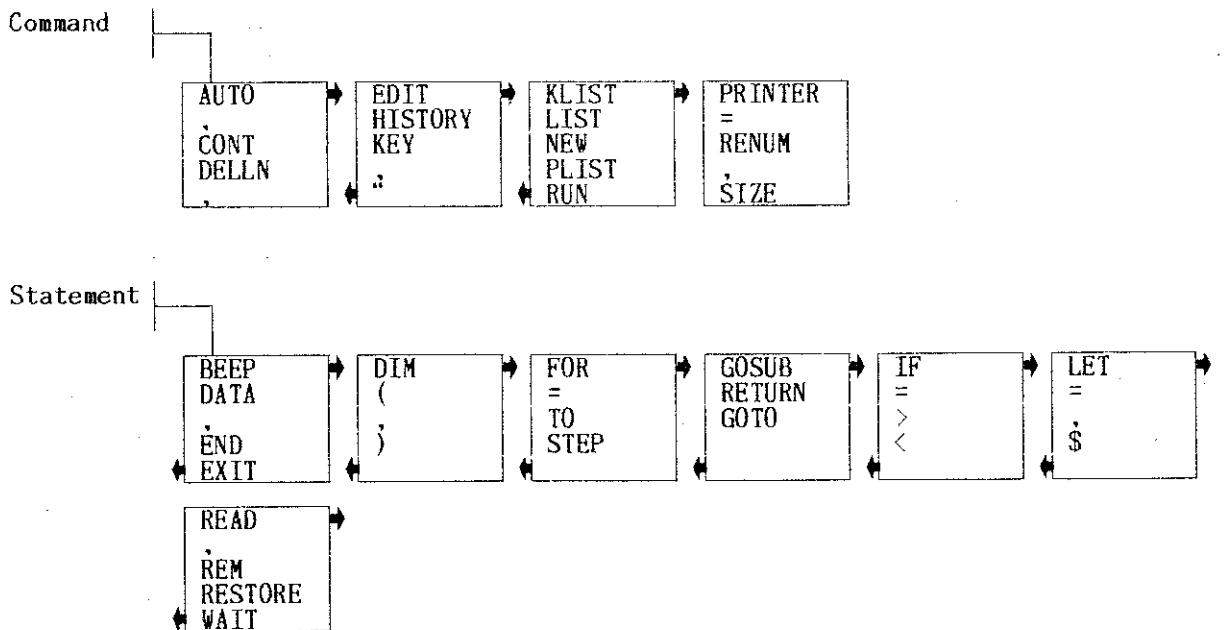 Command
AUTO
,
CONT
DELLN
,
EDIT
HISTORY
KEY
KLIST
LIST
NEW
PLIST
RUN
PRINTER
=
RENUM
,
SIZE
Statement
BEEP
DATA
,
END
EXIT
DIM
(
,
)
FOR
=
TO
STEP
GOSUB
RETURN
GOTO
IF
=
>
<
LET
=
,
$
READ
,
REM
RESTORE
WAIT